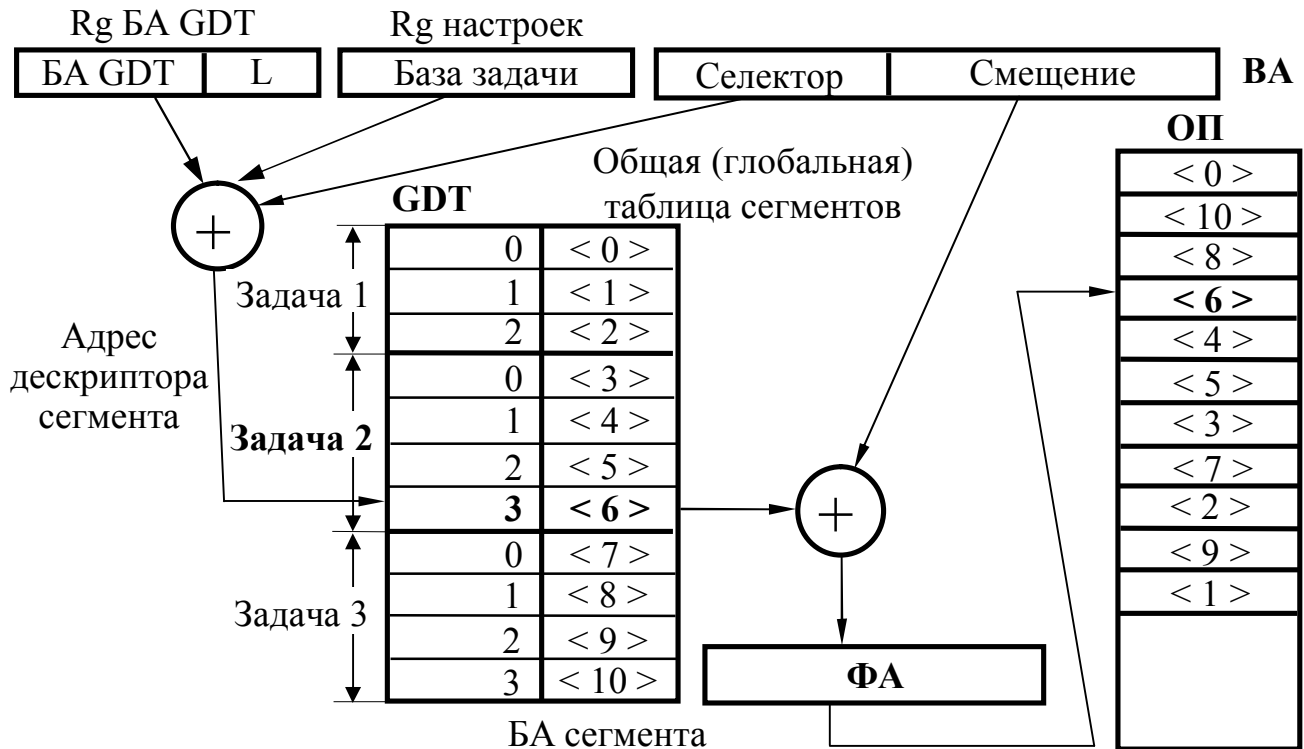 Rg БА GDT
Rg настроек
БА GDT L
База задачи
Селектор Смещение
ВА
ОП
Общая (глобальная)
таблица сегментов
GDT
+
Задача 1
0 < 0 >
1 < 1 >
2 < 2 >
Адрес
дескриптора
сегмента
Задача 2
0 < 3 >
1 < 4 >
2 < 5 >
3 < 6 >
Задача 3
0 < 7 >
1 < 8 >
2 < 9 >
3 < 10 >
БА сегмента
+
ФА
< 0 >
< 10 >
< 8 >
< 6 >
< 4 >
< 5 >
< 3 >
< 7 >
< 2 >
< 9 >
< 1 >